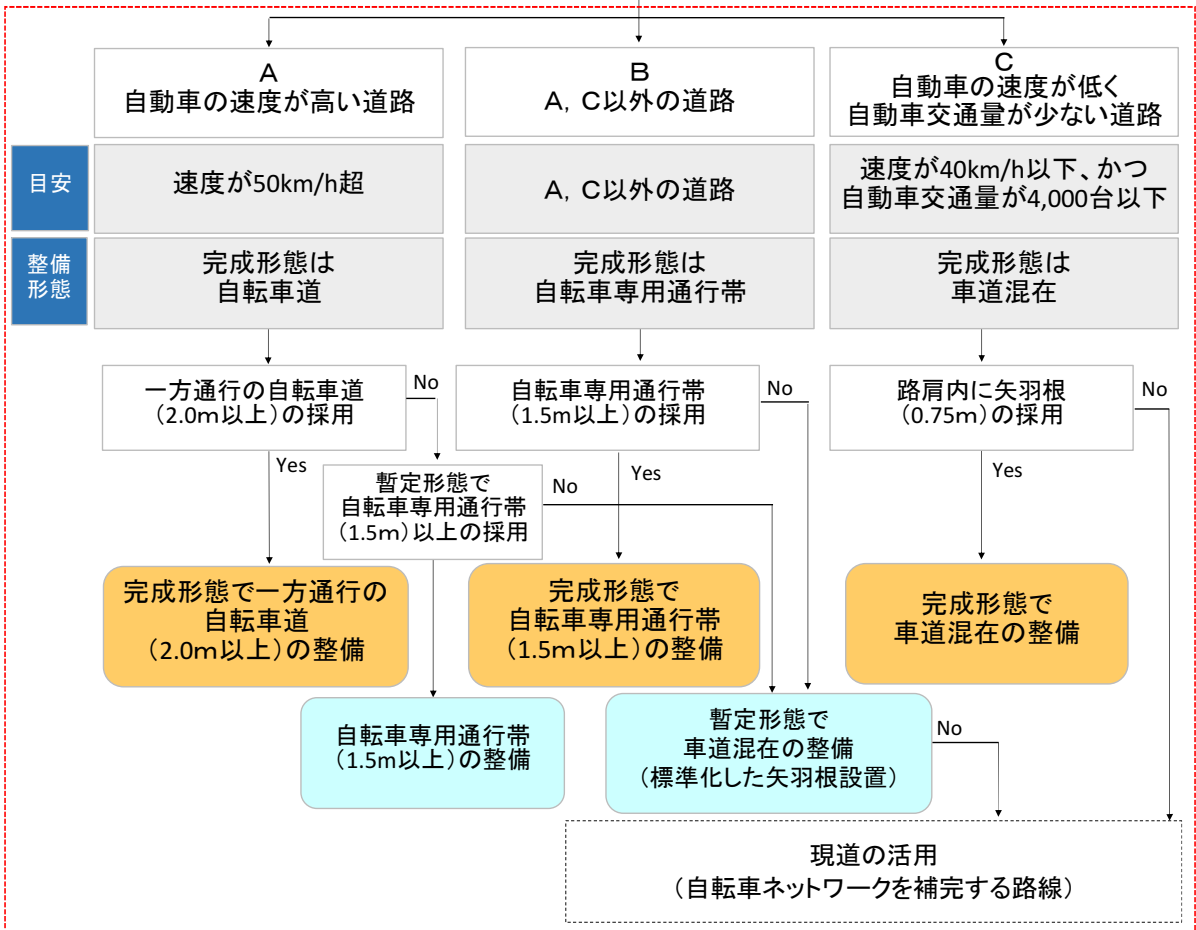 A
自動車の速度が高い道路
B
A, C以外の道路
C
自動車の速度が低く
自動車交通量が少ない道路
目安
速度が50km/h超
A, C以外の道路
速度が40km/h以下、かつ
自動車交通量が4,000台以下
整備
形態
完成形態は
自転車道
完成形態は
自転車専用通行帯
完成形態は
車道混在
一方通行の自転車道
（2.0m以上）の採用
No
自転車専用通行帯
（1.5m以上）の採用
No
路肩内に矢羽根
（0.75m）の採用
No
Yes
暫定形態で
自転車専用通行帯
（1.5m）以上の採用
No
Yes
Yes
完成形態で一方通行の
自転車道
（2.0m以上）の整備
完成形態で
自転車専用通行帯
（1.5m以上）の整備
完成形態で
車道混在の整備
自転車専用通行帯
（1.5m以上）の整備
暫定形態で
車道混在の整備
（標準化した矢羽根設置）
No
現道の活用
（自転車ネットワークを補完する路線）